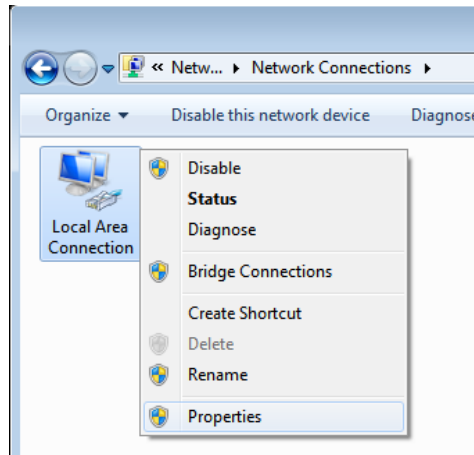 « Netw... ▸ Network Connections ▸
Organize ▼ Disable this network device Diagnose
Local Area
Connection
Disable
Status
Diagnose
Bridge Connections
Create Shortcut
Delete
Rename
Properties